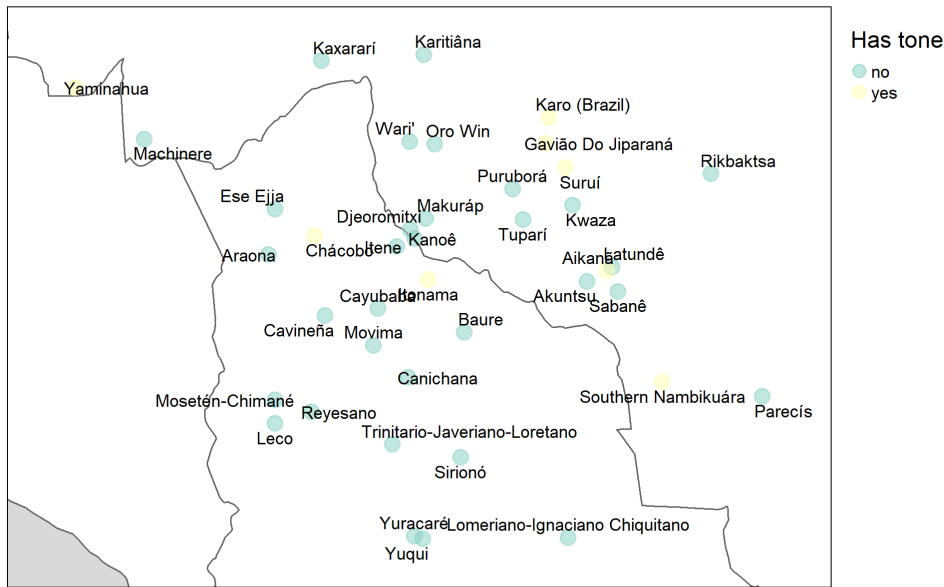 Has tone
no
yes
Kaxararí
Karitiâna
Yaminahua
Karo (Brazil)
Wari'
Oro Win
Gavião Do Jiparaná
Machinere
Rikbaktsa
Puruborá
Suruí
Ese Ejja
Makuráp
Djeoromitxi
Kwaza
Tuparí
Kanoê
Itene
Chácobo
Araona
Aikanã
Latundê
Akuntsu
Sabanê
Cayubaba
Itonama
Baure
Cavineña
Movima
Canichana
Southern Nambikuára
Mosetén-Chimané
Reyesano
Parecís
Leco
Trinitario-Javeriano-Loretano
Sirionó
Yuracaré
Lomeriano-Ignaciano Chiquitano
Yuqui